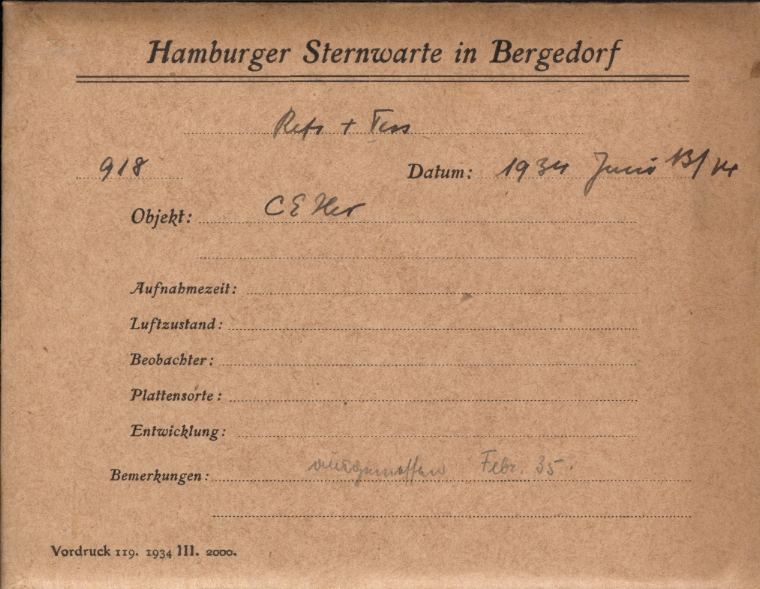 Hamburger Sternwarte in Bergedorf
Refr + Tess
918 Datum: 1934 Juni 13/14
Objekt: CE Her
Aufnahmezeit:
Luftzustand:
Beobachter:
Plattensorte:
Entwicklung:
Bemerkungen: ausgemessen Febr. 35.
Vordruck 119. 1934 III. 2000.